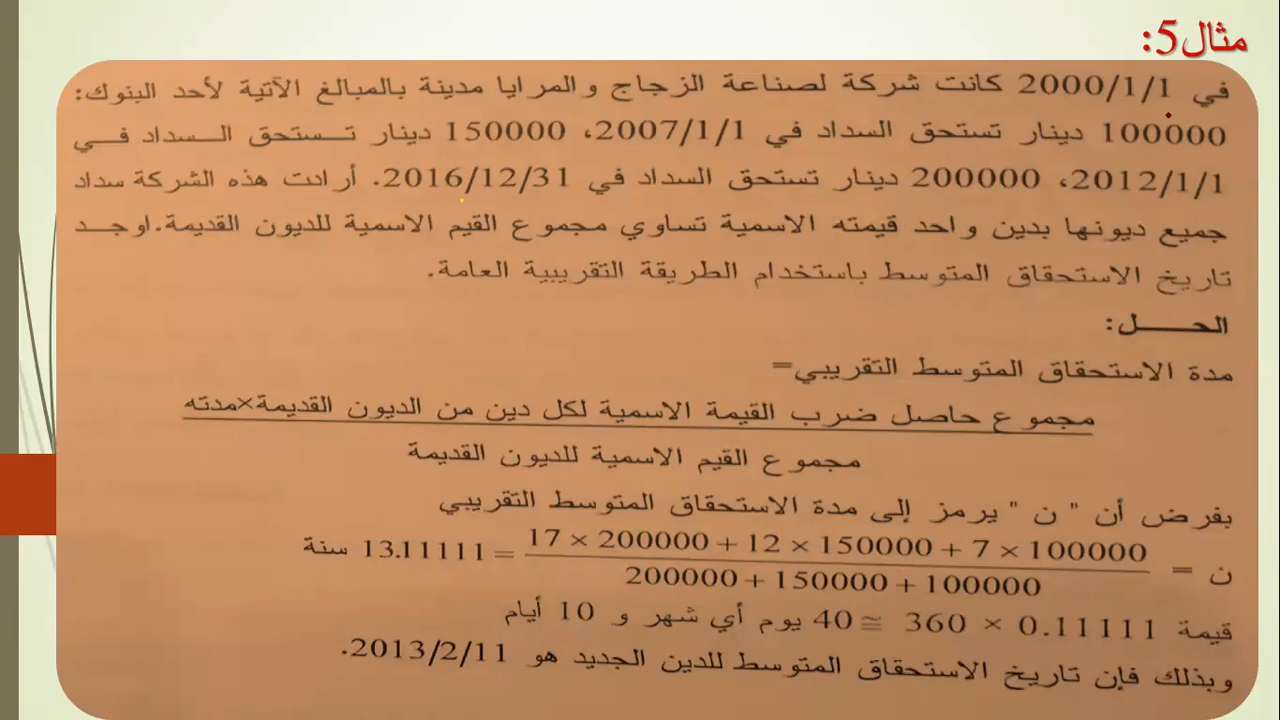 مثال5:
في 2000/1/1 كانت شركة لصناعة الزجاج والمرايا مدينة بالمبالغ الآتية لأحد البنوك:
100000 دينار تستحق السداد في 2007/1/1، 150000 دينار تستحق السداد في
2012/1/1، 200000 دينار تستحق السداد في 2016/12/31. أرادت هذه الشركة سداد
جميع ديونها بدين واحد قيمته الاسمية تساوي مجموع القيم الاسمية للديون القديمة.اوجد
تاريخ الاستحقاق المتوسط باستخدام الطريقة التقريبية العامة.
الحل:
مدة الاستحقاق المتوسط التقريبي=
مجموع حاصل ضرب القيمة الاسمية لكل دين من الديون القديمة×مدته
مجموع القيم الاسمية للديون القديمة
بفرض أن " ن " يرمز إلى مدة الاستحقاق المتوسط التقريبي
ن = 17 × 200000 + 12 × 150000 + 7 × 100000 = 13.11111 سنة
200000 + 150000 + 100000
قيمة 0.11111 × 360 ≅ 40 يوم أي شهر و 10 أيام
وبذلك فإن تاريخ الاستحقاق المتوسط للدين الجديد هو 2013/2/11.